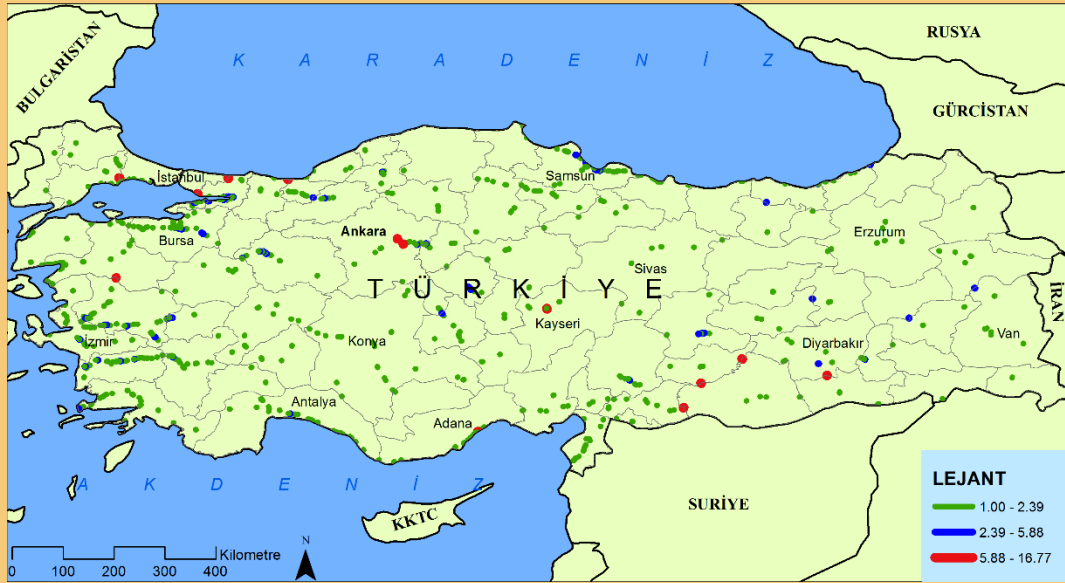 RUSYA
BULGARİSTAN
K A R A D E N İ Z
GÜRCİSTAN
İstanbul
Samsun
Ankara
Bursa
Erzurum
Sivas
T Ü R K İ Y E
İRAN
Kayseri
Van
İzmir
Konya
Diyarbakır
Antalya
Adana
A K D E N İ Z
SURİYE
KKTC
LEJANT
1.00 - 2.39
2.39 - 5.88
5.88 - 16.77
N
Kilometre
0 100 200 300 400